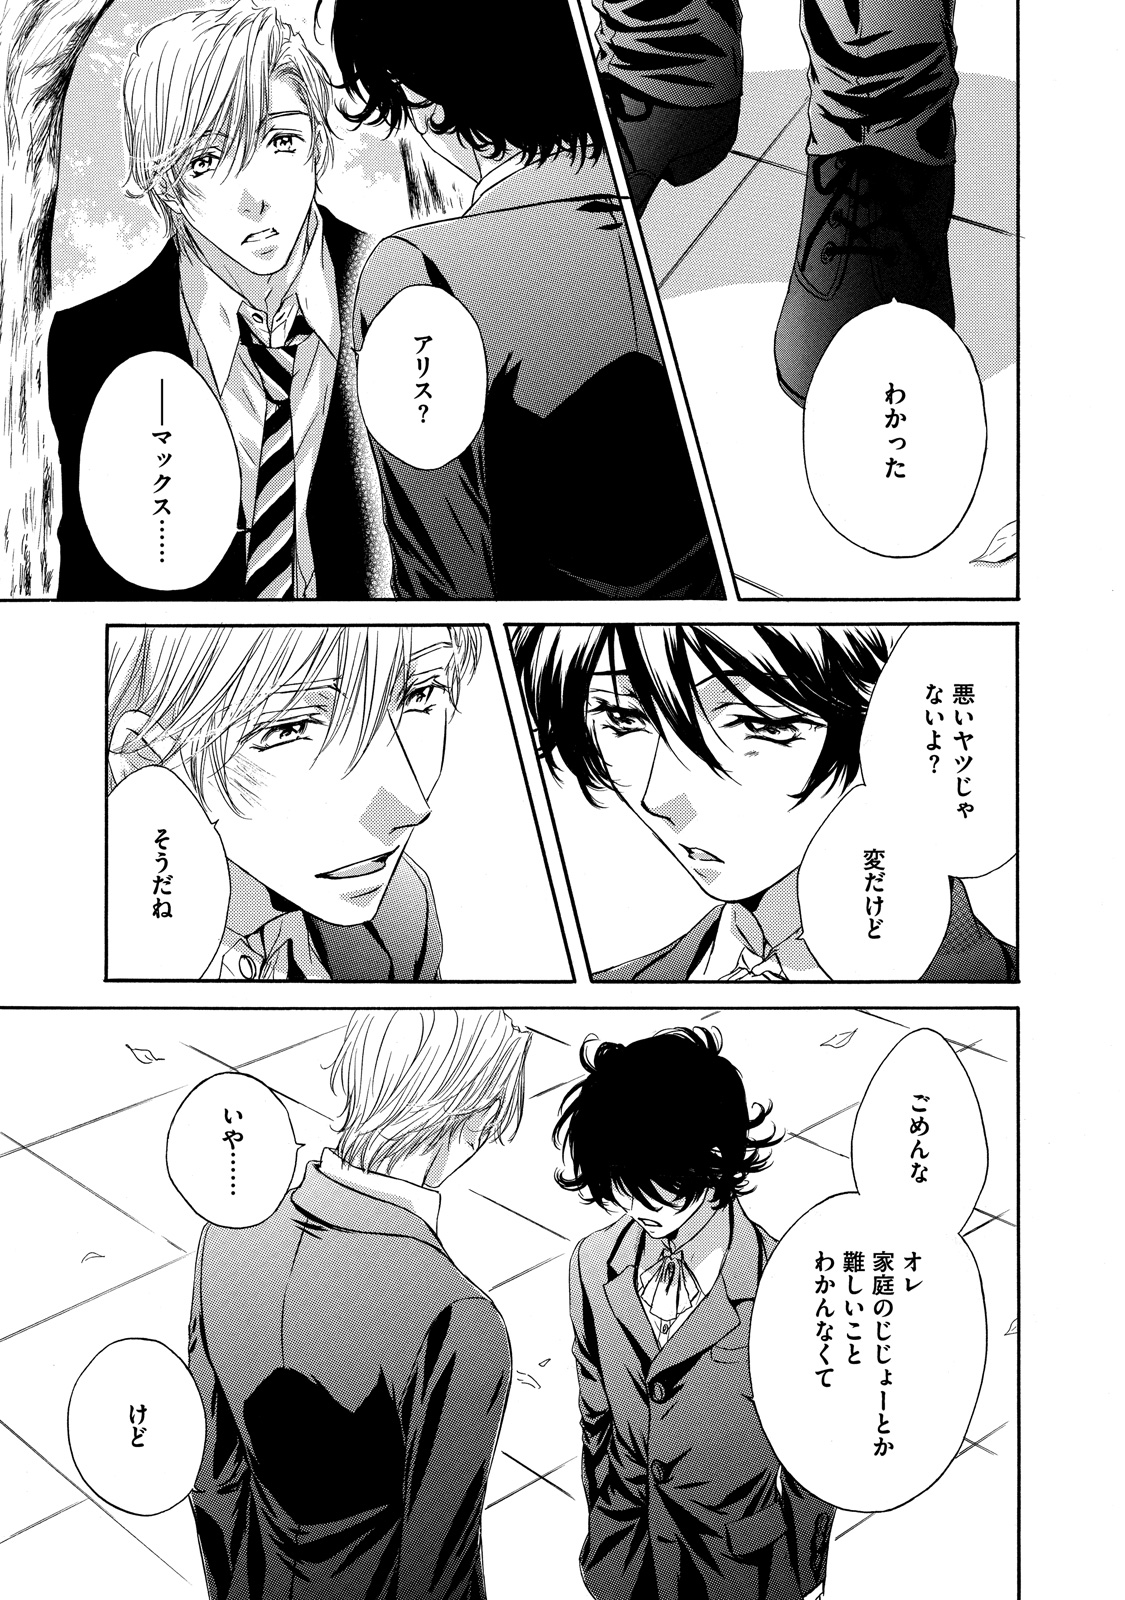 わかった
アリス？
──マックス……
悪いヤツじゃ
ないよ？
変だけど
そうだね
ごめんな
オレ
家庭のじじょーとか
難しいこと
わかんなくて
いや……
けど